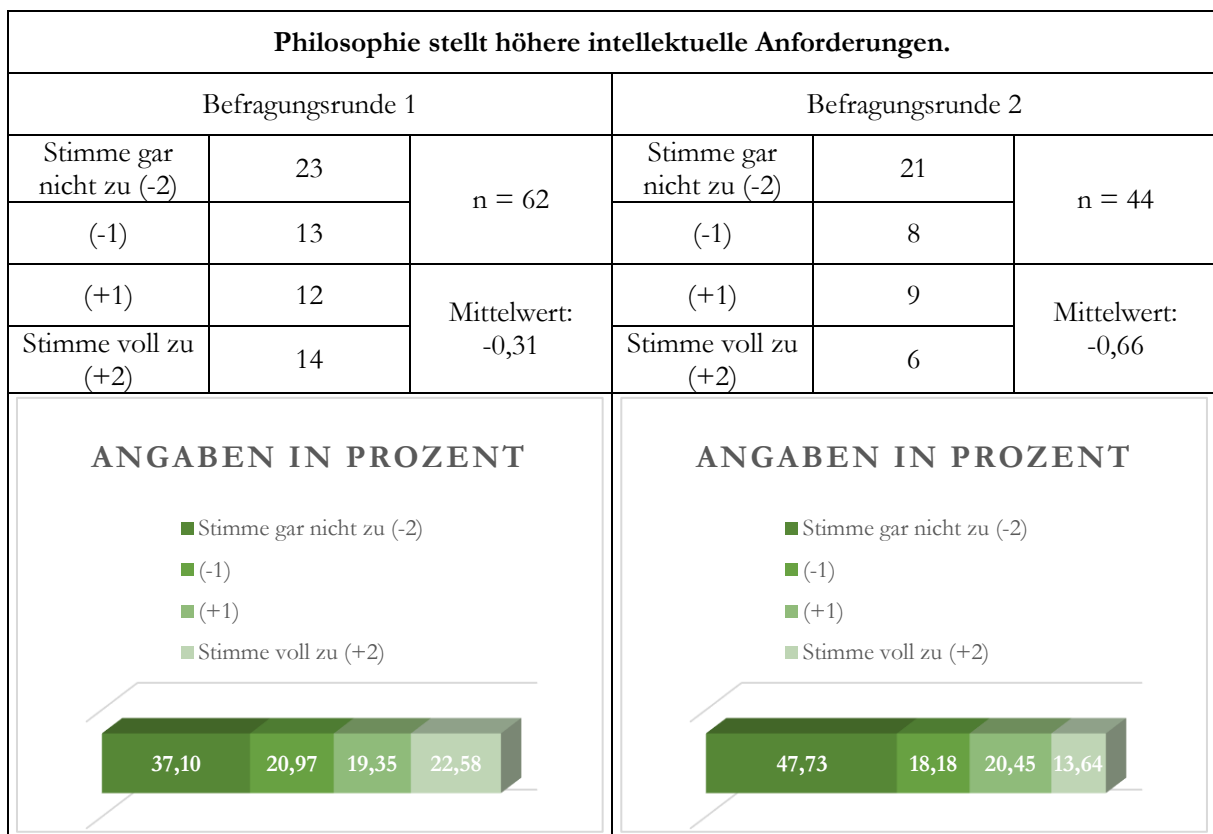 Philosophie stellt höhere intellektuelle Anforderungen.
Befragungsrunde 1
Stimme gar
nicht zu (-2)
23
n = 62
(-1)
13
(+1)
12
Mittelwert:
-0,31
Stimme voll zu
(+2)
14
Befragungsrunde 2
Stimme gar
nicht zu (-2)
21
n = 44
(-1)
8
(+1)
9
Mittelwert:
-0,66
Stimme voll zu
(+2)
6
ANGABEN IN PROZENT
Stimme gar nicht zu (-2)
(-1)
(+1)
Stimme voll zu (+2)
37,10 20,97 19,35 22,58
ANGABEN IN PROZENT
Stimme gar nicht zu (-2)
(-1)
(+1)
Stimme voll zu (+2)
47,73 18,18 20,45 13,64